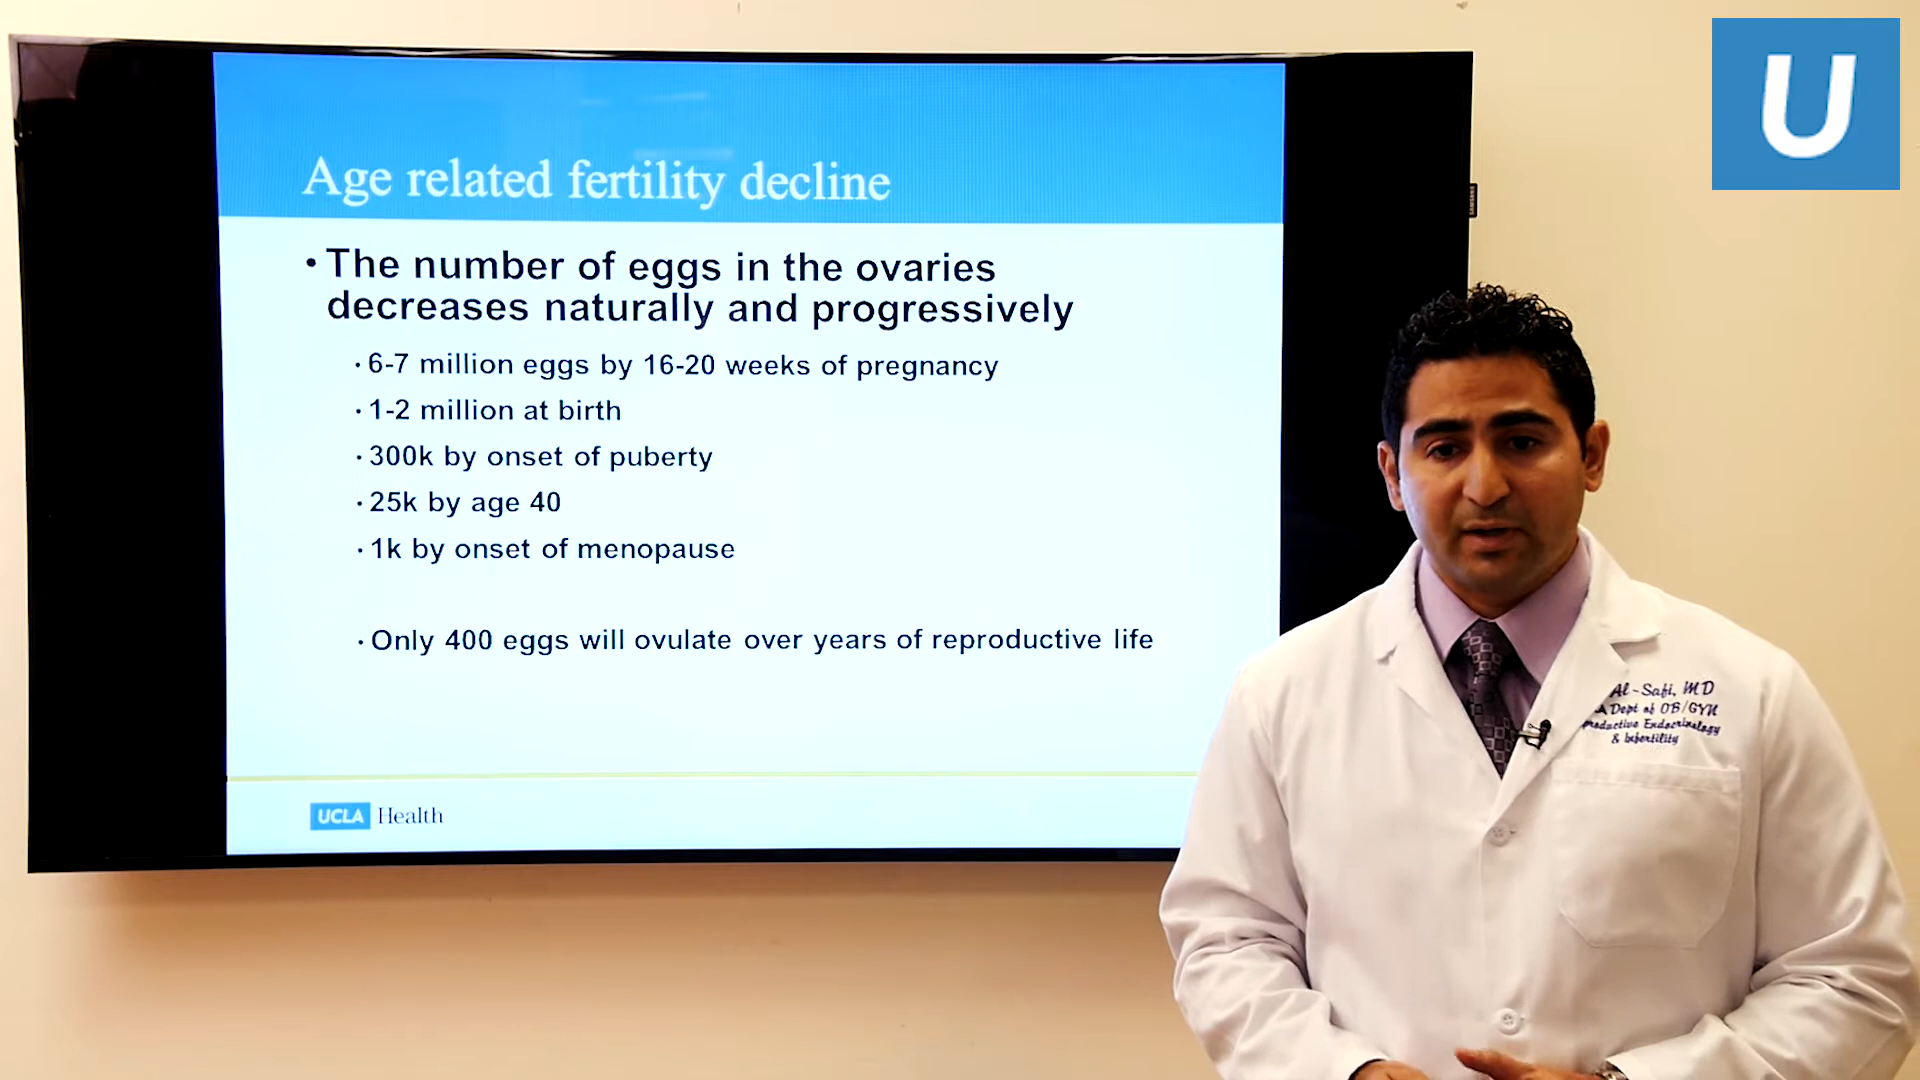 U
Age related fertility decline
• The number of eggs in the ovaries
decreases naturally and progressively
• 6-7 million eggs by 16-20 weeks of pregnancy
• 1-2 million at birth
• 300k by onset of puberty
• 25k by age 40
• 1k by onset of menopause
• Only 400 eggs will ovulate over years of reproductive life
UCLA Health
SAMSUNG
Al-Safi, MD
A Dept of OB/GYN
productive Endocrinology
& Infertility